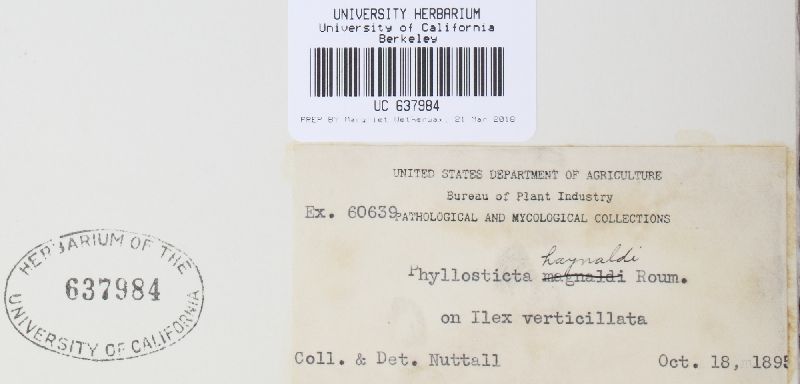 UNIVERSITY HERBARIUM
University of California
Berkeley
UC 637984
PREP BY Margriet Wetherwax, 21 Mar 2018
UNITED STATES DEPARTMENT OF AGRICULTURE
Bureau of Plant Industry
Ex. 60639 PATHOLOGICAL AND MYCOLOGICAL COLLECTIONS
haynaldi
Phyllosticta magnaldi Roum.
on Ilex verticillata
Coll. & Det. Nuttall Oct. 18, 1895
HERBARIUM OF THE
637984
UNIVERSITY OF CALIFORNIA